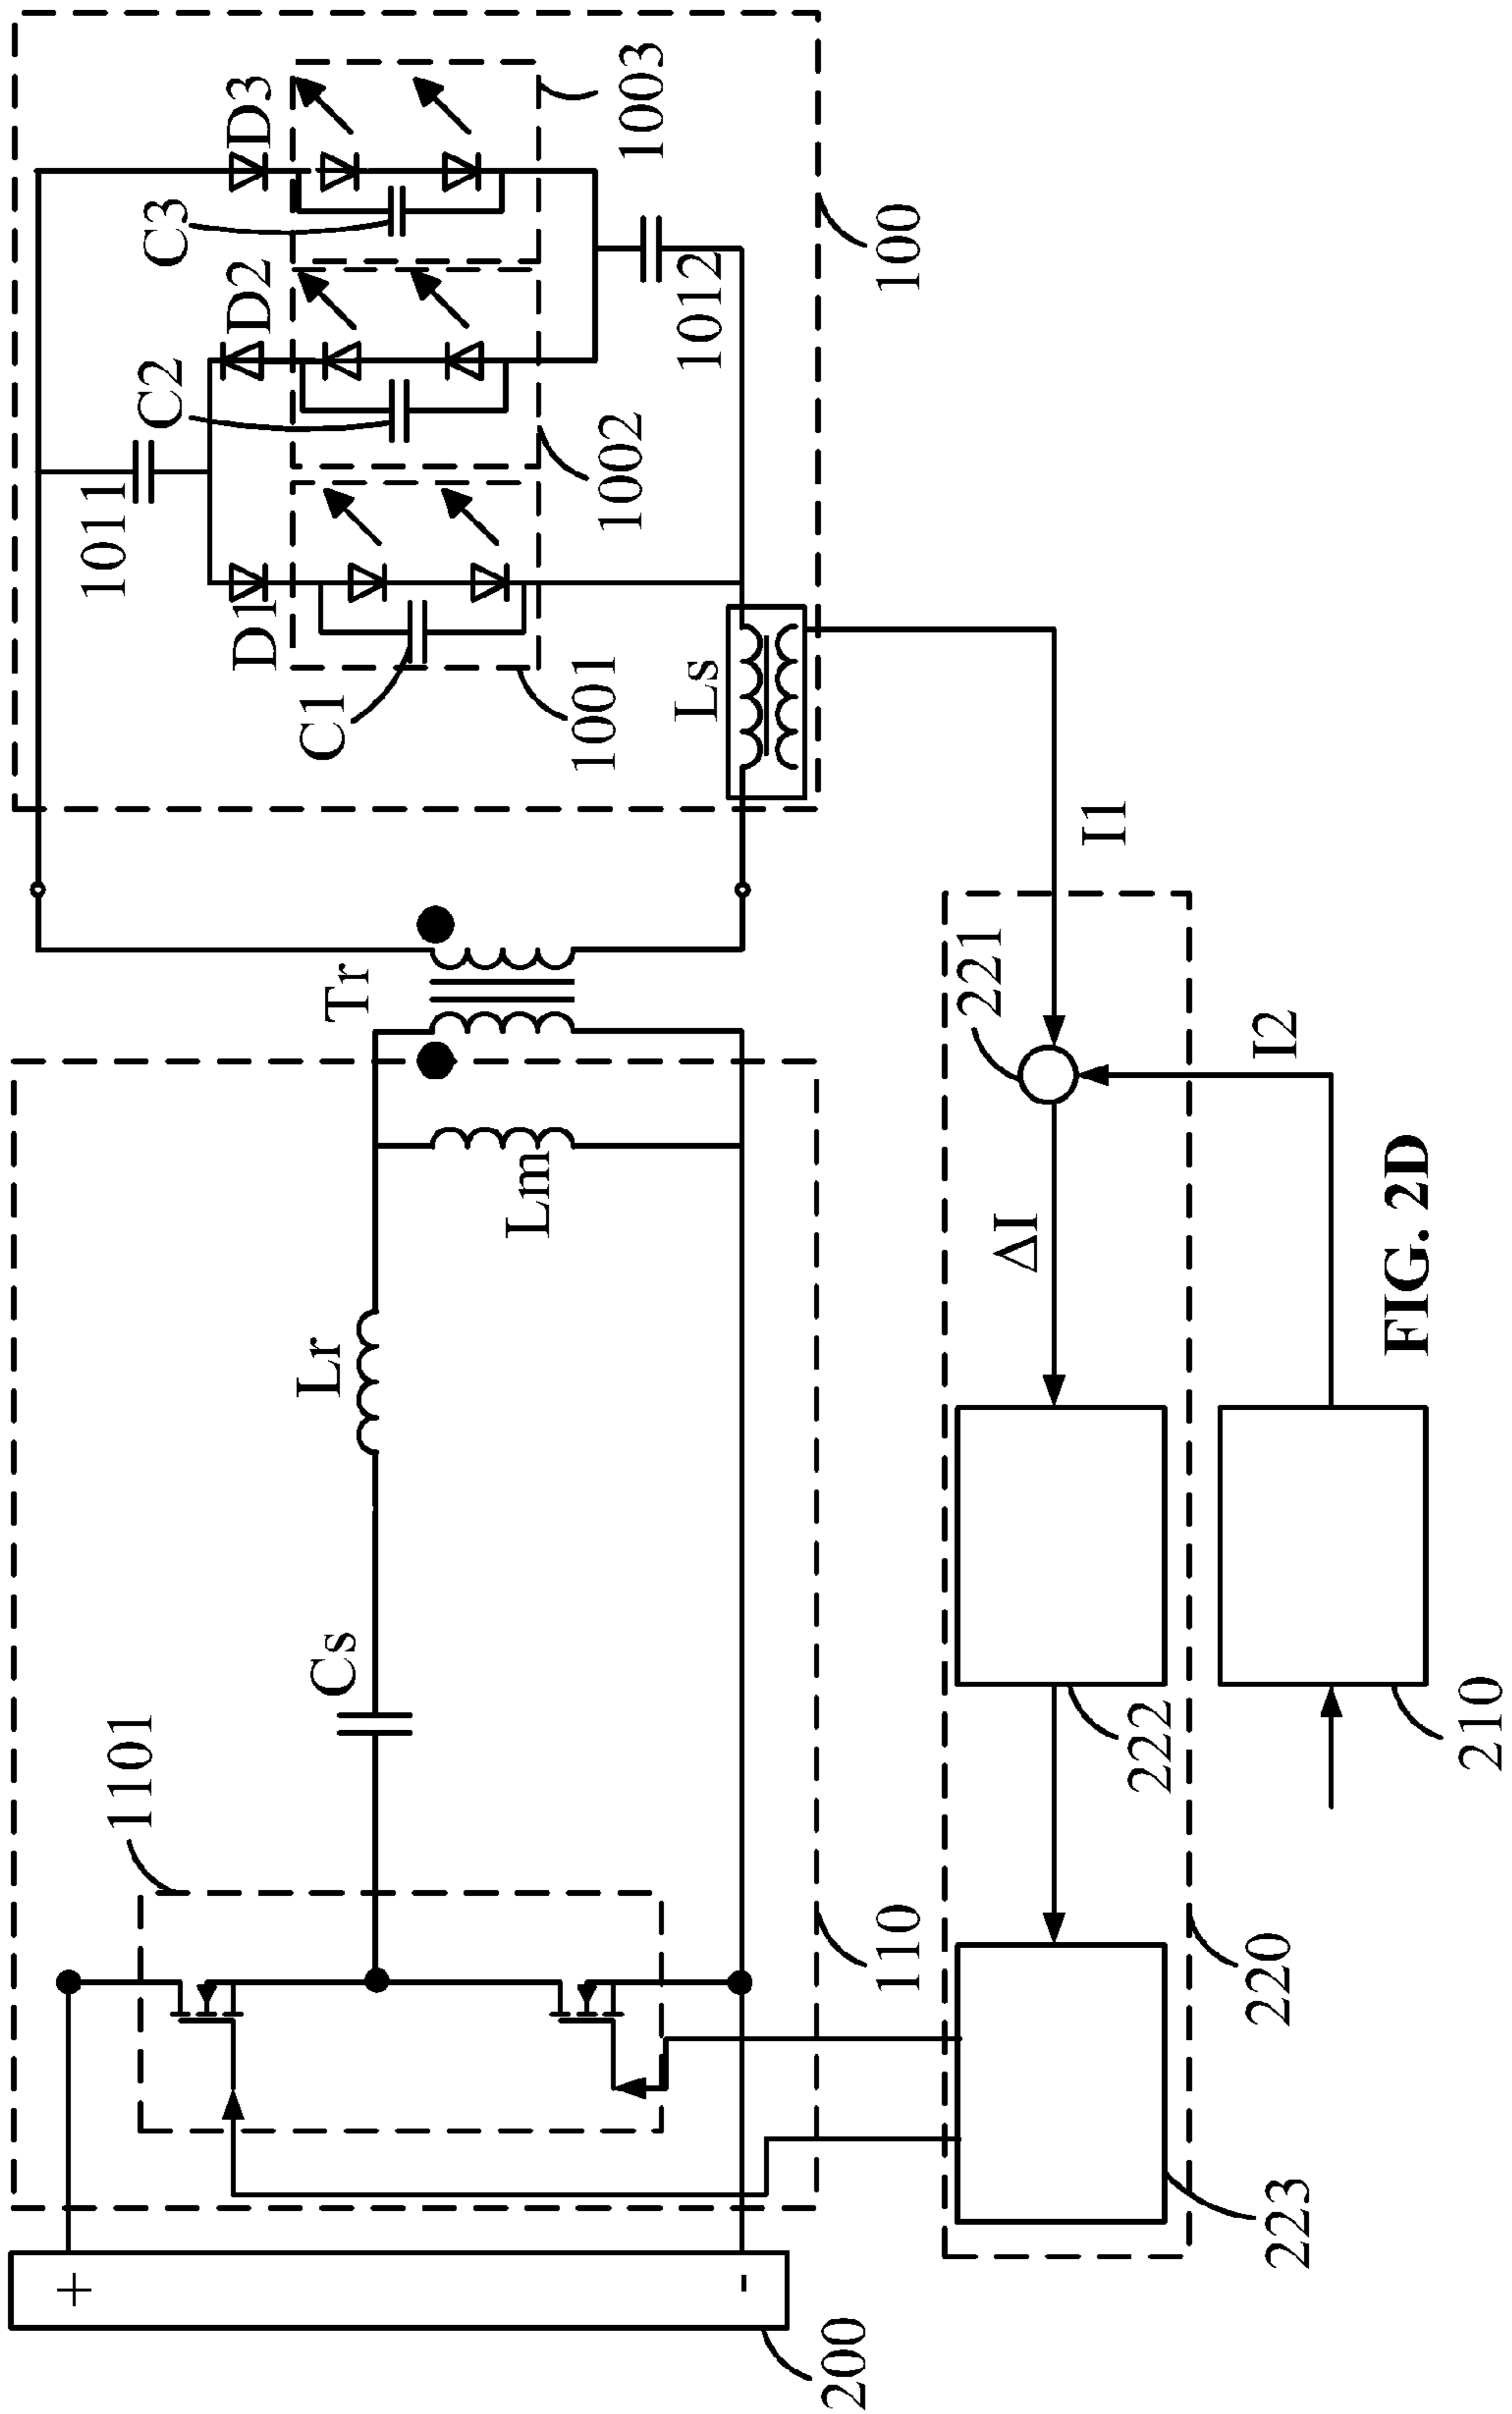 200
+
-
1101
Cs
Lr
Lm
Tr
110
C1
D1
1011
C2
D2
C3
D3
1001
1002
1003
Ls
1012
100
223
222
ΔI
221
I1
220
210
I2
FIG. 2D